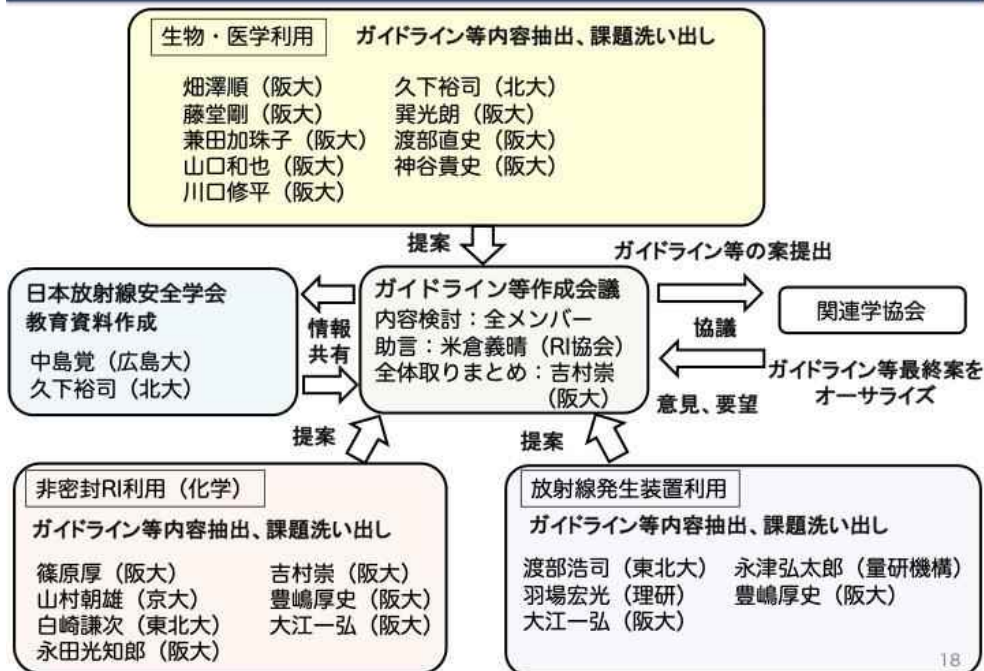 生物・医学利用 ガイドライン等内容抽出、課題洗い出し
畑澤順（阪大） 久下裕司（北大）
藤堂剛（阪大） 巽光朗（阪大）
兼田加珠子（阪大） 渡部直史（阪大）
山口和也（阪大） 神谷貴史（阪大）
川口修平（阪大）
提案
ガイドライン等の案提出
日本放射線安全学会
教育資料作成
中島覚（広島大）
久下裕司（北大）
情報
共有
ガイドライン等作成会議
内容検討：全メンバー
助言：米倉義晴（RI協会）
全体取りまとめ：吉村崇
（阪大）
協議
関連学協会
ガイドライン等最終案を
オーサライズ
意見、要望
提案
提案
非密封RI利用（化学）
ガイドライン等内容抽出、課題洗い出し
篠原厚（阪大） 吉村崇（阪大）
山村朝雄（京大） 豊嶋厚史（阪大）
白崎謙次（東北大） 大江一弘（阪大）
永田光知郎（阪大）
放射線発生装置利用
ガイドライン等内容抽出、課題洗い出し
渡部浩司（東北大） 永津弘太郎（量研機構）
羽場宏光（理研） 豊嶋厚史（阪大）
大江一弘（阪大）
18